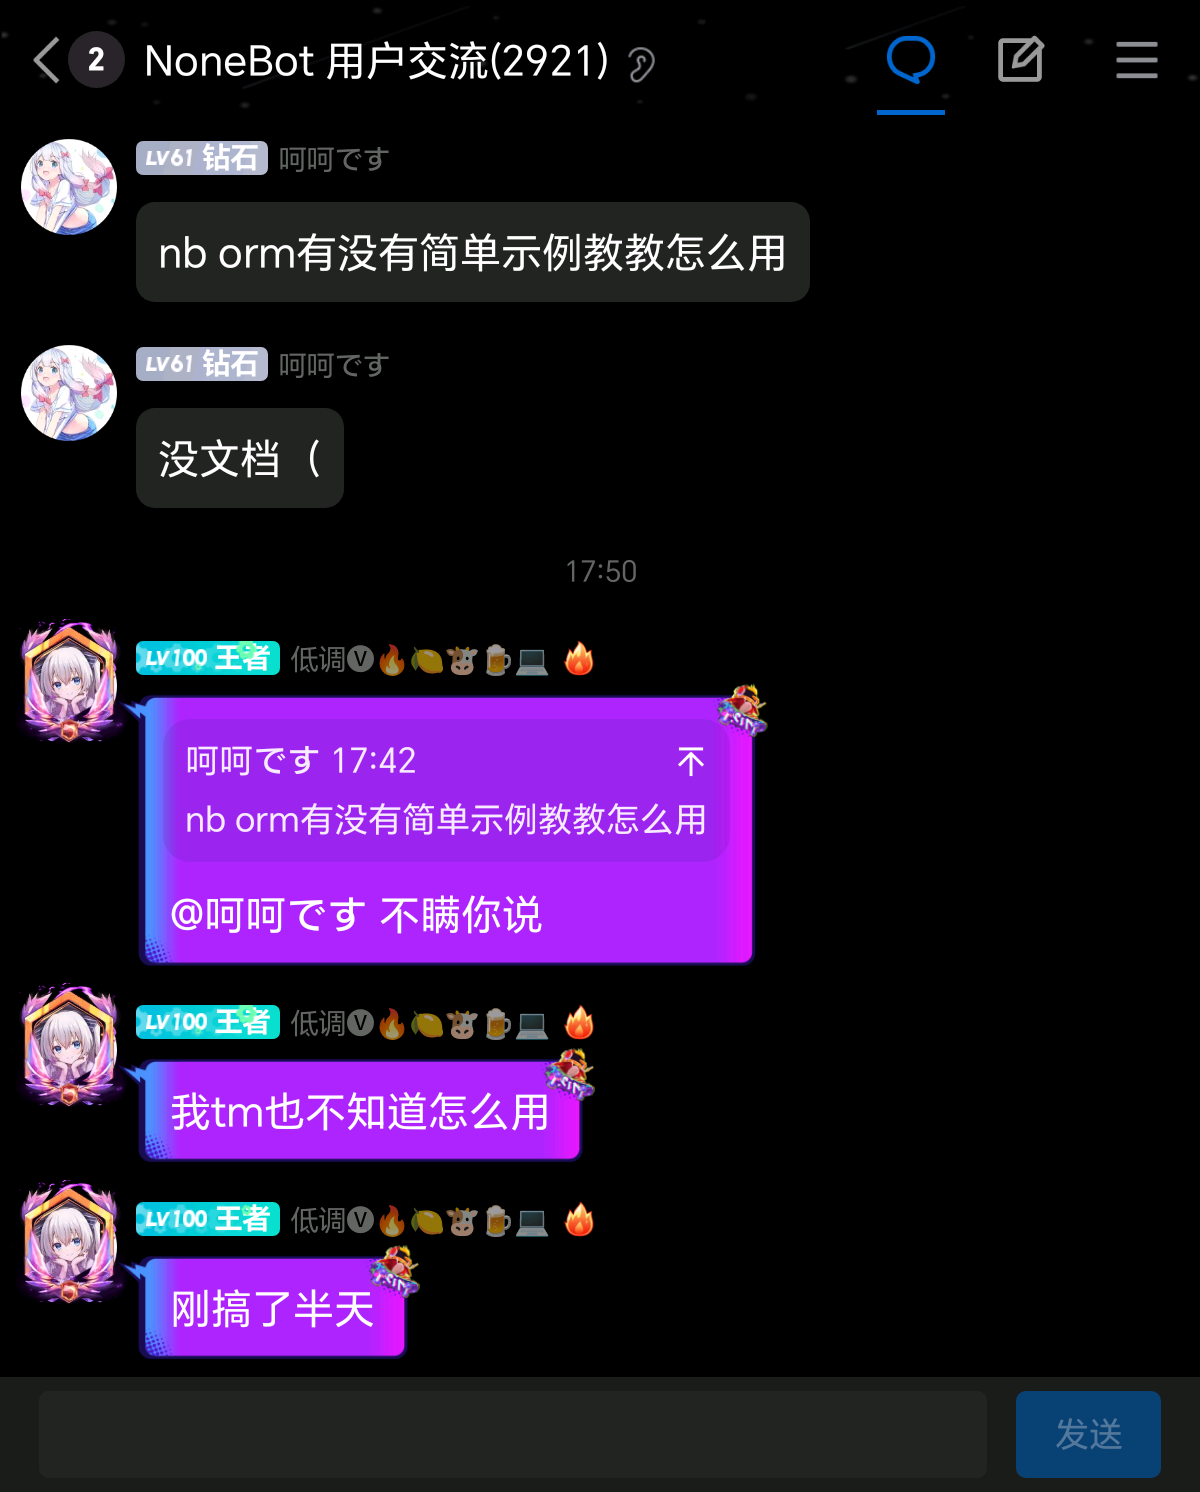 2 NoneBot 用户交流(2921)
LV61 钻石 呵呵です
nb orm有没有简单示例教教怎么用
LV61 钻石 呵呵です
没文档（
17:50
LV100 王者 低调Ⓥ🔥🍋🐮🍺💻 🔥
呵呵です 17:42
nb orm有没有简单示例教教怎么用
@呵呵です 不瞒你说
LV100 王者 低调Ⓥ🔥🍋🐮🍺💻 🔥
我tm也不知道怎么用
LV100 王者 低调Ⓥ🔥🍋🐮🍺💻 🔥
刚搞了半天
发送